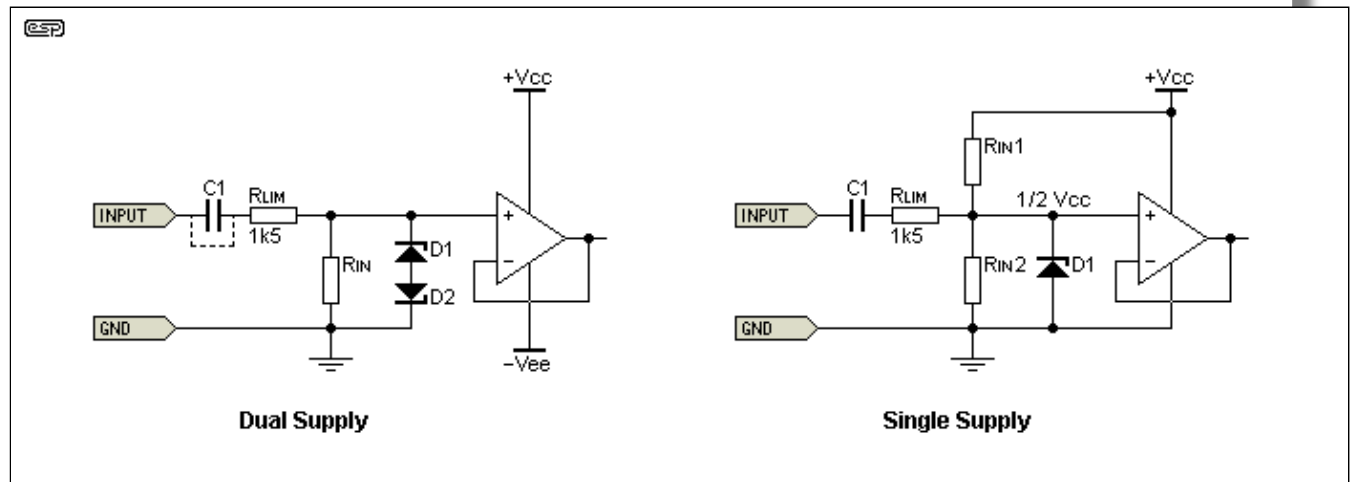 esp
+Vcc
+Vcc
RIN1
C1
RLIM
C1
RLIM
1/2 Vcc
INPUT
+
INPUT
+
1k5
1k5
RIN
D1
−
RIN2
D1
−
D2
GND
GND
−Vee
Dual Supply
Single Supply